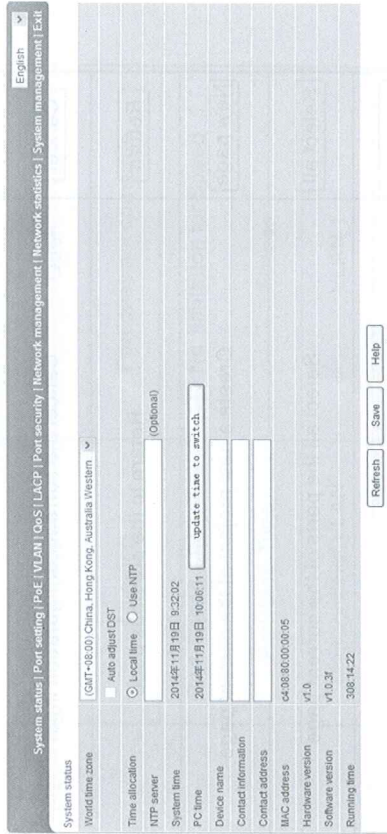 English
System status | Port setting | PoE | VLAN | QoS | LACP | Port security | Network management | Network statistics | System management | Exit
System status
World time zone (GMT+08:00) China, Hong Kong, Australia Western
Auto adjust DST
Time allocation Local time Use NTP
NTP server (Optional)
System time 2014年11月19日 9:32:02
PC time 2014年11月19日 10:06:11 update time to switch
Device name
Contact information
Contact address
MAC address c4:08:80:00:00:05
Hardware version v1.0
Software version v1.0.3f
Running time 308:14:22
Refresh Save Help